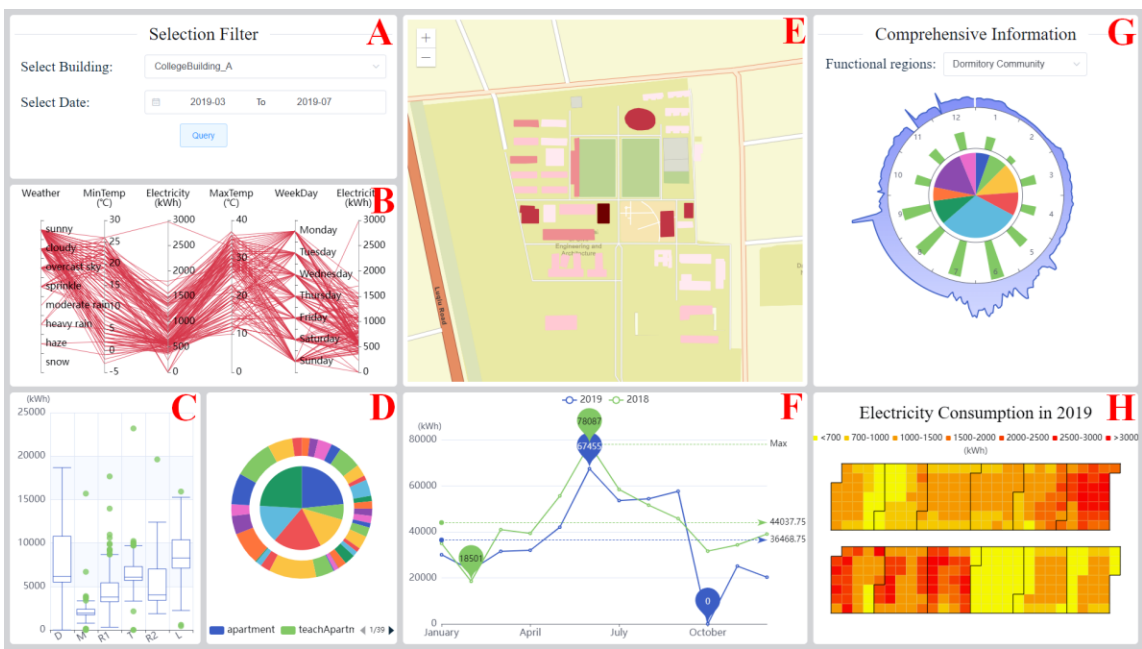 Selection Filter
A
Select Building:
CollegeBuilding_A
Select Date:
2019-03 To 2019-07
Query
B
Weather MinTemp Electricity MaxTemp WeekDay Electricity
(℃) (kWh) (℃) (kWh)
30 3000 40 3000
sunny Monday
25 2500
cloudy Tuesday
20 2000 30 2000
overcast sky Wednesday
15
sprinkle 1500 20 Thursday 1500
moderate rain 10
1000 Friday 1000
heavy rain 5 10
haze 0 500 Saturday 500
snow Sunday
-5 0 0 0
C
(kWh)
25000
20000
15000
10000
5000
0
D M R1 T R2 L
D
apartment teachApartm 1/39
E
+
−
Engineering and
Architecture
Luqiu Road
F
2019 2018
(kWh)
78087
80000 67455 Max
60000
44037.75
40000 36468.75
20000 18501
0 0
January April July October
G
Comprehensive Information
Functional regions: Dormitory Community
12 1 2 3 4 5 6 7 8 9 10 11
H
Electricity Consumption in 2019
<700 700-1000 1000-1500 1500-2000 2000-2500 2500-3000 >3000
(kWh)